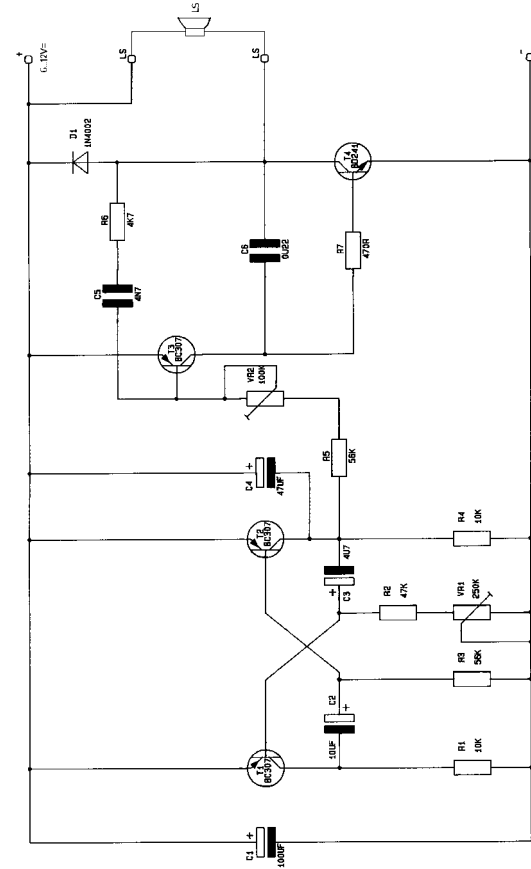 LS
+
6..12V=
LS
LS
D1
1N4002
R6
4K7
C5
4N7
C6
0U22
T4
BD241
R7
470R
T3
BC307
VR2
100K
R5
56K
C4
+
47UF
T2
BC307
4U7
+
C3
R2
47K
R4
10K
VR1
250K
R3
56K
C2
+
10UF
T1
BC307
R1
10K
C1
+
100UF
-